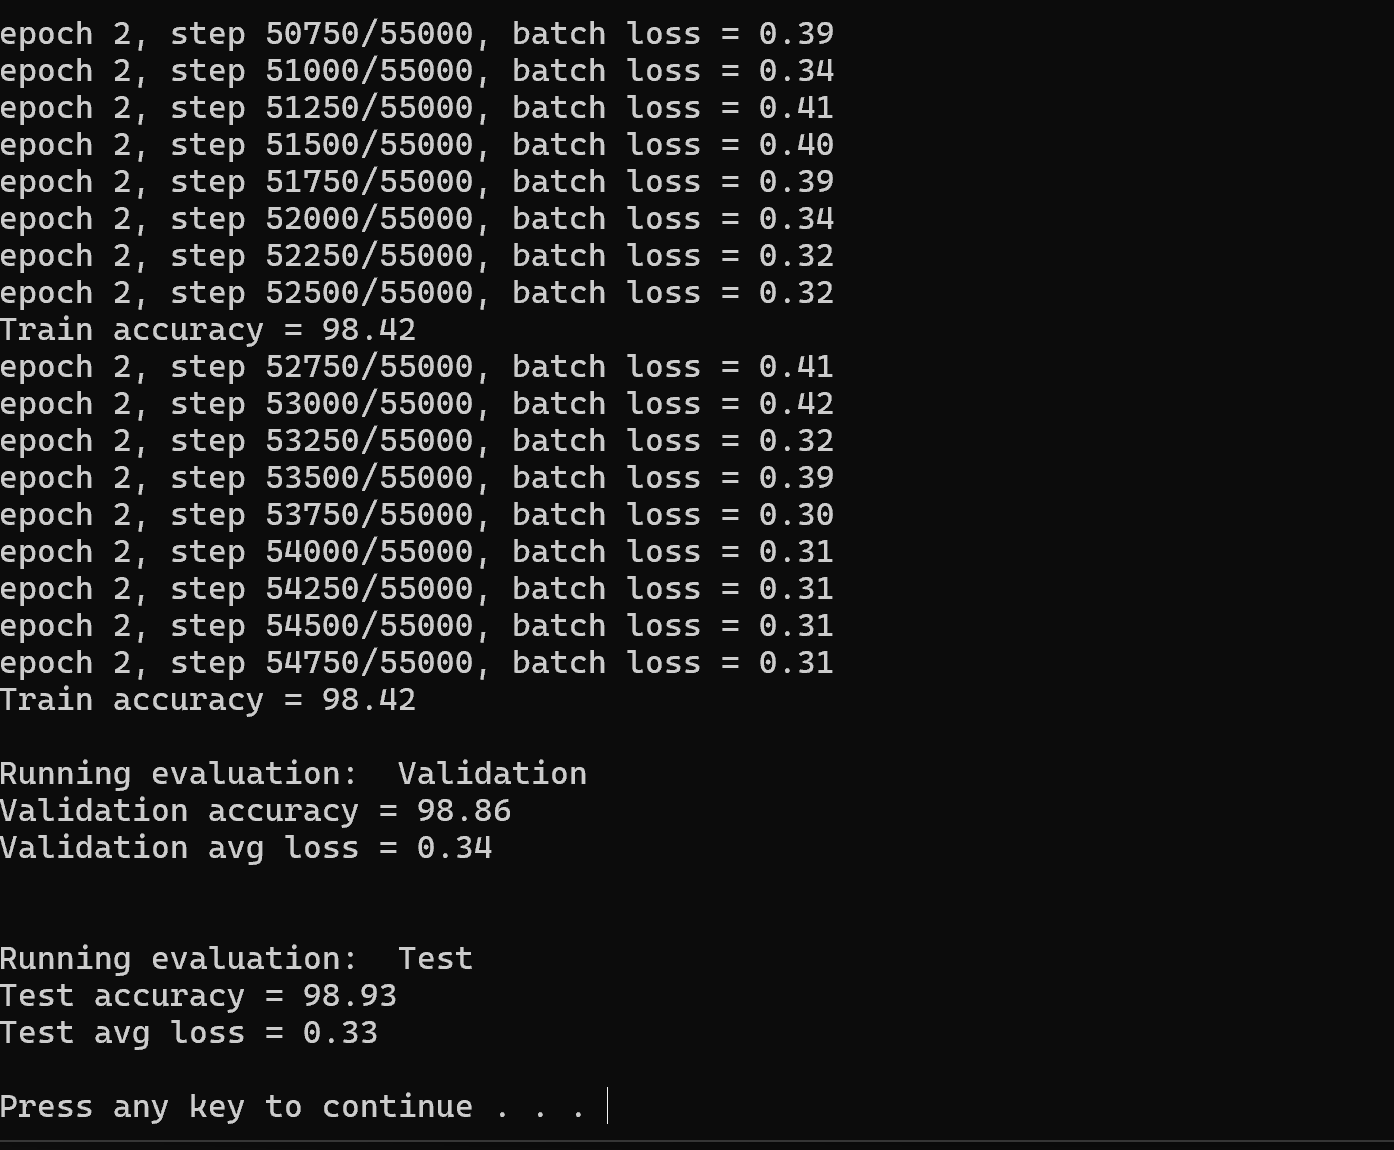 epoch 2, step 50750/55000, batch loss = 0.39
epoch 2, step 51000/55000, batch loss = 0.34
epoch 2, step 51250/55000, batch loss = 0.41
epoch 2, step 51500/55000, batch loss = 0.40
epoch 2, step 51750/55000, batch loss = 0.39
epoch 2, step 52000/55000, batch loss = 0.34
epoch 2, step 52250/55000, batch loss = 0.32
epoch 2, step 52500/55000, batch loss = 0.32
Train accuracy = 98.42
epoch 2, step 52750/55000, batch loss = 0.41
epoch 2, step 53000/55000, batch loss = 0.42
epoch 2, step 53250/55000, batch loss = 0.32
epoch 2, step 53500/55000, batch loss = 0.39
epoch 2, step 53750/55000, batch loss = 0.30
epoch 2, step 54000/55000, batch loss = 0.31
epoch 2, step 54250/55000, batch loss = 0.31
epoch 2, step 54500/55000, batch loss = 0.31
epoch 2, step 54750/55000, batch loss = 0.31
Train accuracy = 98.42
Running evaluation:  Validation
Validation accuracy = 98.86
Validation avg loss = 0.34
Running evaluation:  Test
Test accuracy = 98.93
Test avg loss = 0.33
Press any key to continue . . .